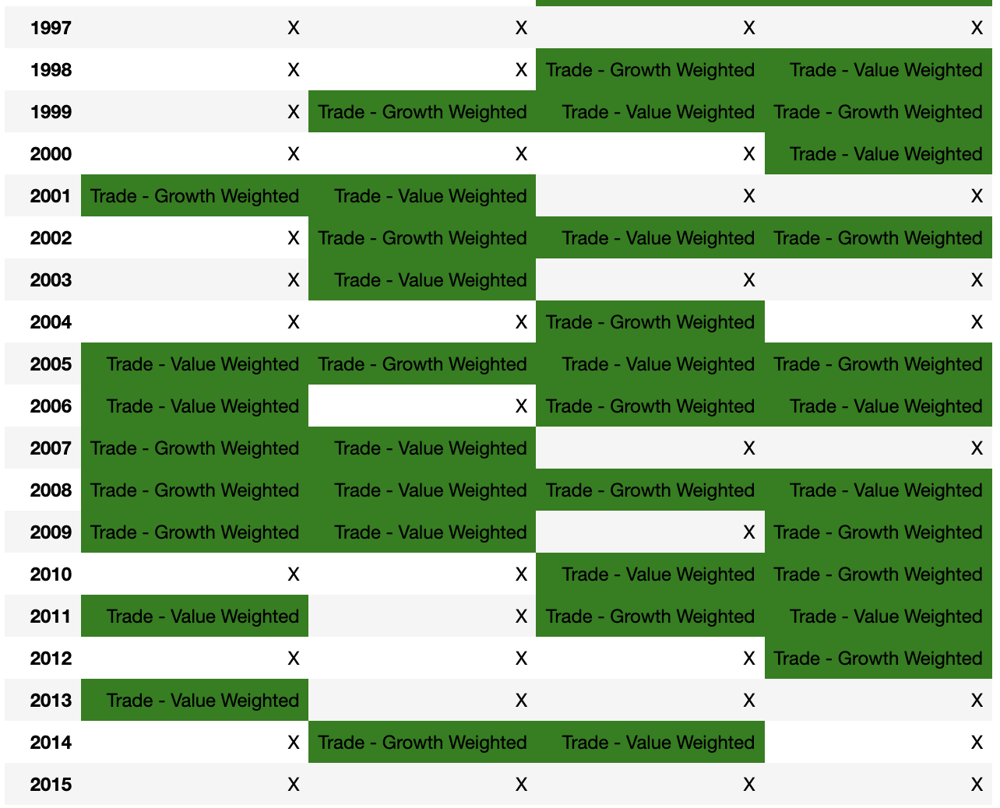 1997 X X X X
1998 X X Trade - Growth Weighted Trade - Value Weighted
1999 X Trade - Growth Weighted Trade - Value Weighted Trade - Growth Weighted
2000 X X X Trade - Value Weighted
2001 Trade - Growth Weighted Trade - Value Weighted X X
2002 X Trade - Growth Weighted Trade - Value Weighted Trade - Growth Weighted
2003 X Trade - Value Weighted X X
2004 X X Trade - Growth Weighted X
2005 Trade - Value Weighted Trade - Growth Weighted Trade - Value Weighted Trade - Growth Weighted
2006 Trade - Value Weighted X Trade - Growth Weighted Trade - Value Weighted
2007 Trade - Growth Weighted Trade - Value Weighted X X
2008 Trade - Growth Weighted Trade - Value Weighted Trade - Growth Weighted Trade - Value Weighted
2009 Trade - Growth Weighted Trade - Value Weighted X Trade - Growth Weighted
2010 X X Trade - Value Weighted Trade - Growth Weighted
2011 Trade - Value Weighted X Trade - Growth Weighted Trade - Value Weighted
2012 X X X Trade - Growth Weighted
2013 Trade - Value Weighted X X X
2014 X Trade - Growth Weighted Trade - Value Weighted X
2015 X X X X